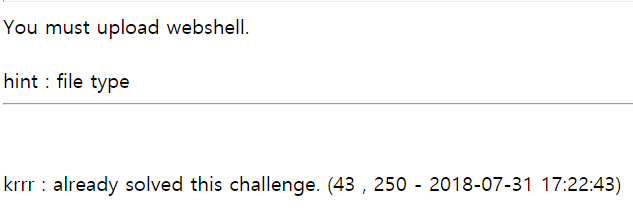 You must upload webshell.
hint : file type
krrr : already solved this challenge. (43 , 250 - 2018-07-31 17:22:43)